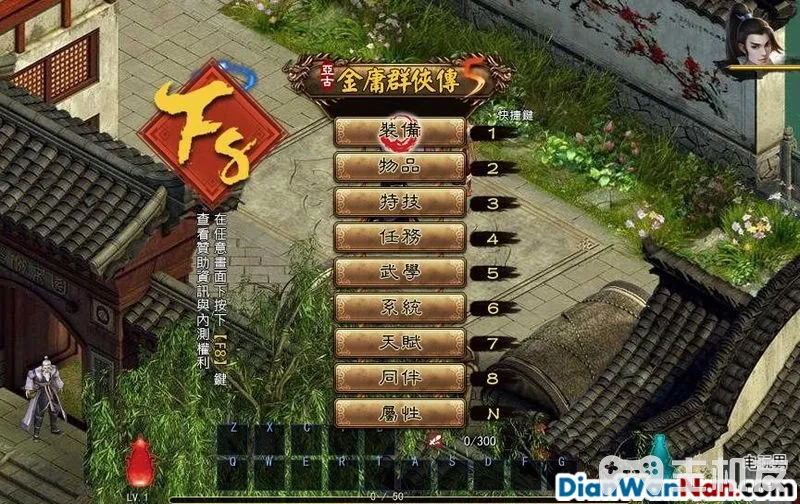 亞古
金庸群俠傳5
F8
快捷鍵
裝備 1
物品 2
特技 3
任務 4
武學 5
系統 6
天賦 7
同伴 8
屬性 N
在任意畫面下按下【F8】鍵
查看贊助資訊與內測權利
Z X C
0/300
Q W E R T A S D F G
LV.1
0 / 50
电玩男
DianWanNan.com